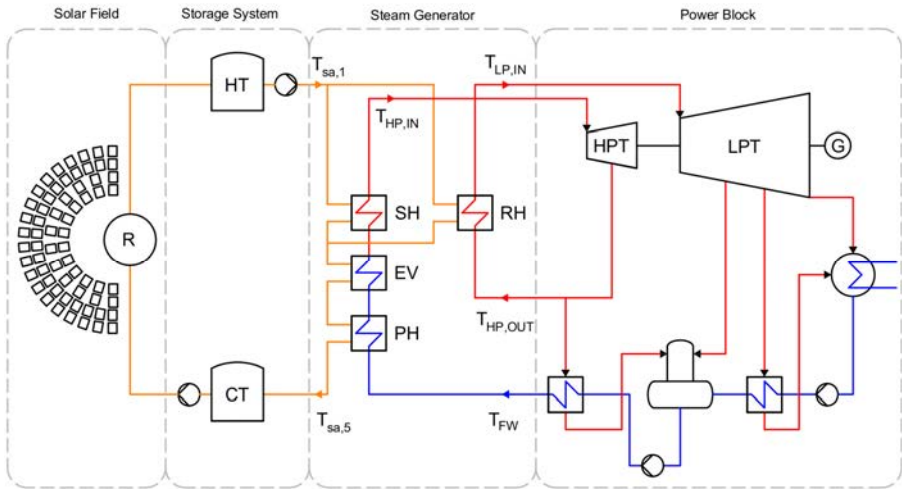 Solar Field
Storage System
Steam Generator
Power Block
HT
T_sa,1
T_LP,IN
T_HP,IN
HPT
LPT
G
SH
RH
R
EV
PH
T_HP,OUT
CT
T_sa,5
T_FW